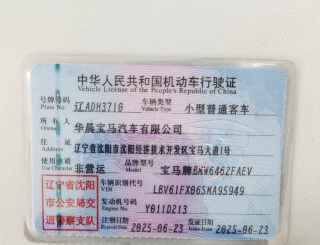 中华人民共和国机动车行驶证
Vehicle License of the People's Republic of China
号牌号码 辽ADH3710 车辆类型 小型普通客车
Plate No. Vehicle Type
所有人 华晨宝马汽车有限公司
Owner
住址 辽宁省沈阳市沈阳经济技术开发区宝马大道1号
Address
使用性质 非营运 品牌型号 宝马牌BMW6462FAEV
Use Character Model
辽宁省沈阳 车辆识别代号 LBV61FX06SMA95949
VIN
市公安局交 发动机号码 Y011D213
Engine No.
通警察支队 注册日期 2025-06-23 发证日期 2025-06-23
Register Date Issue Date